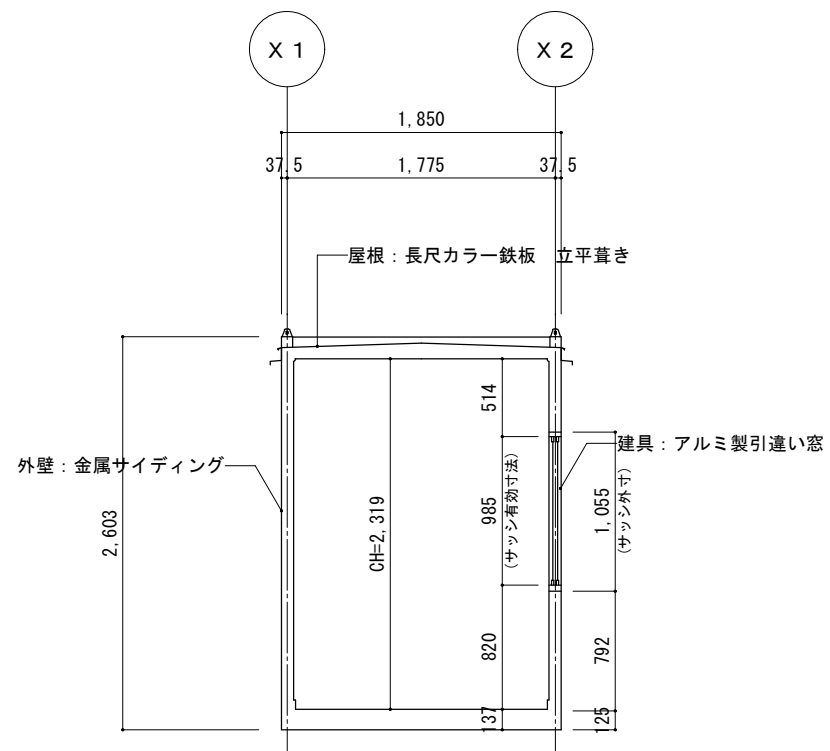 X 1
X 2
1,850
37.5
1,775
37.5
屋根：長尺カラー鉄板　立平葺き
514
建具：アルミ製引違い窓
外壁：金属サイディング
2,603
CH=2,319
985
(サッシ有効寸法)
1,055
(サッシ外寸)
820
792
137
125